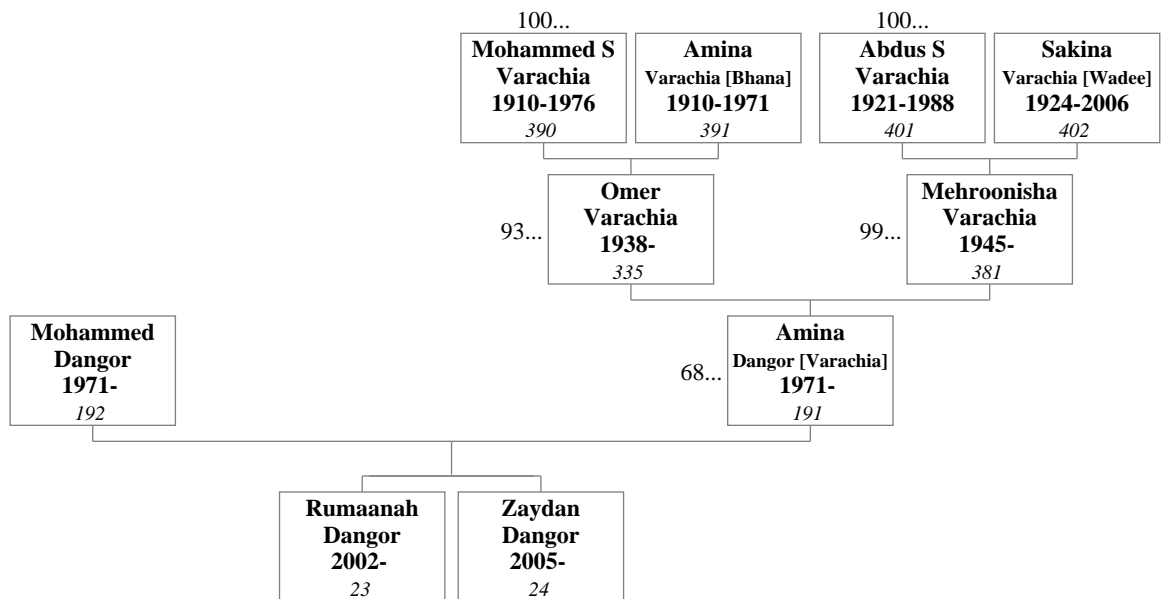 100...
Mohammed S
Varachia
1910-1976
390
Amina
Varachia [Bhana]
1910-1971
391
100...
Abdus S
Varachia
1921-1988
401
Sakina
Varachia [Wadee]
1924-2006
402
93...
Omer
Varachia
1938-
335
99...
Mehroonisha
Varachia
1945-
381
Mohammed
Dangor
1971-
192
68...
Amina
Dangor [Varachia]
1971-
191
Rumaanah
Dangor
2002-
23
Zaydan
Dangor
2005-
24